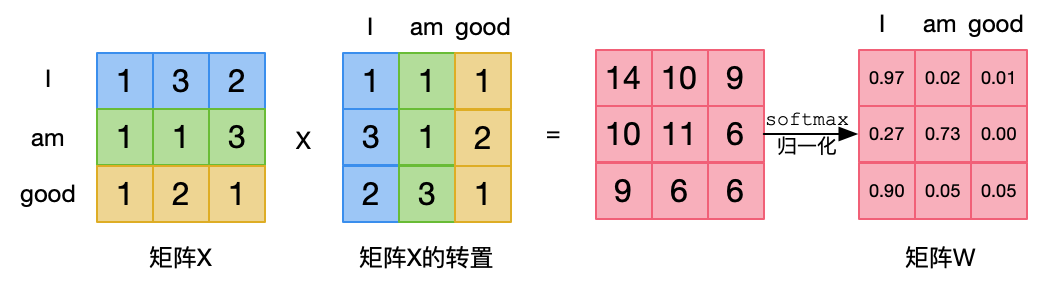 I am good
I am good
I 1 3 2
1 1 1
14 10 9
0.97 0.02 0.01
am 1 1 3
X
3 1 2
=
10 11 6
softmax
归一化
0.27 0.73 0.00
good 1 2 1
2 3 1
9 6 6
0.90 0.05 0.05
矩阵X
矩阵X的转置
矩阵W